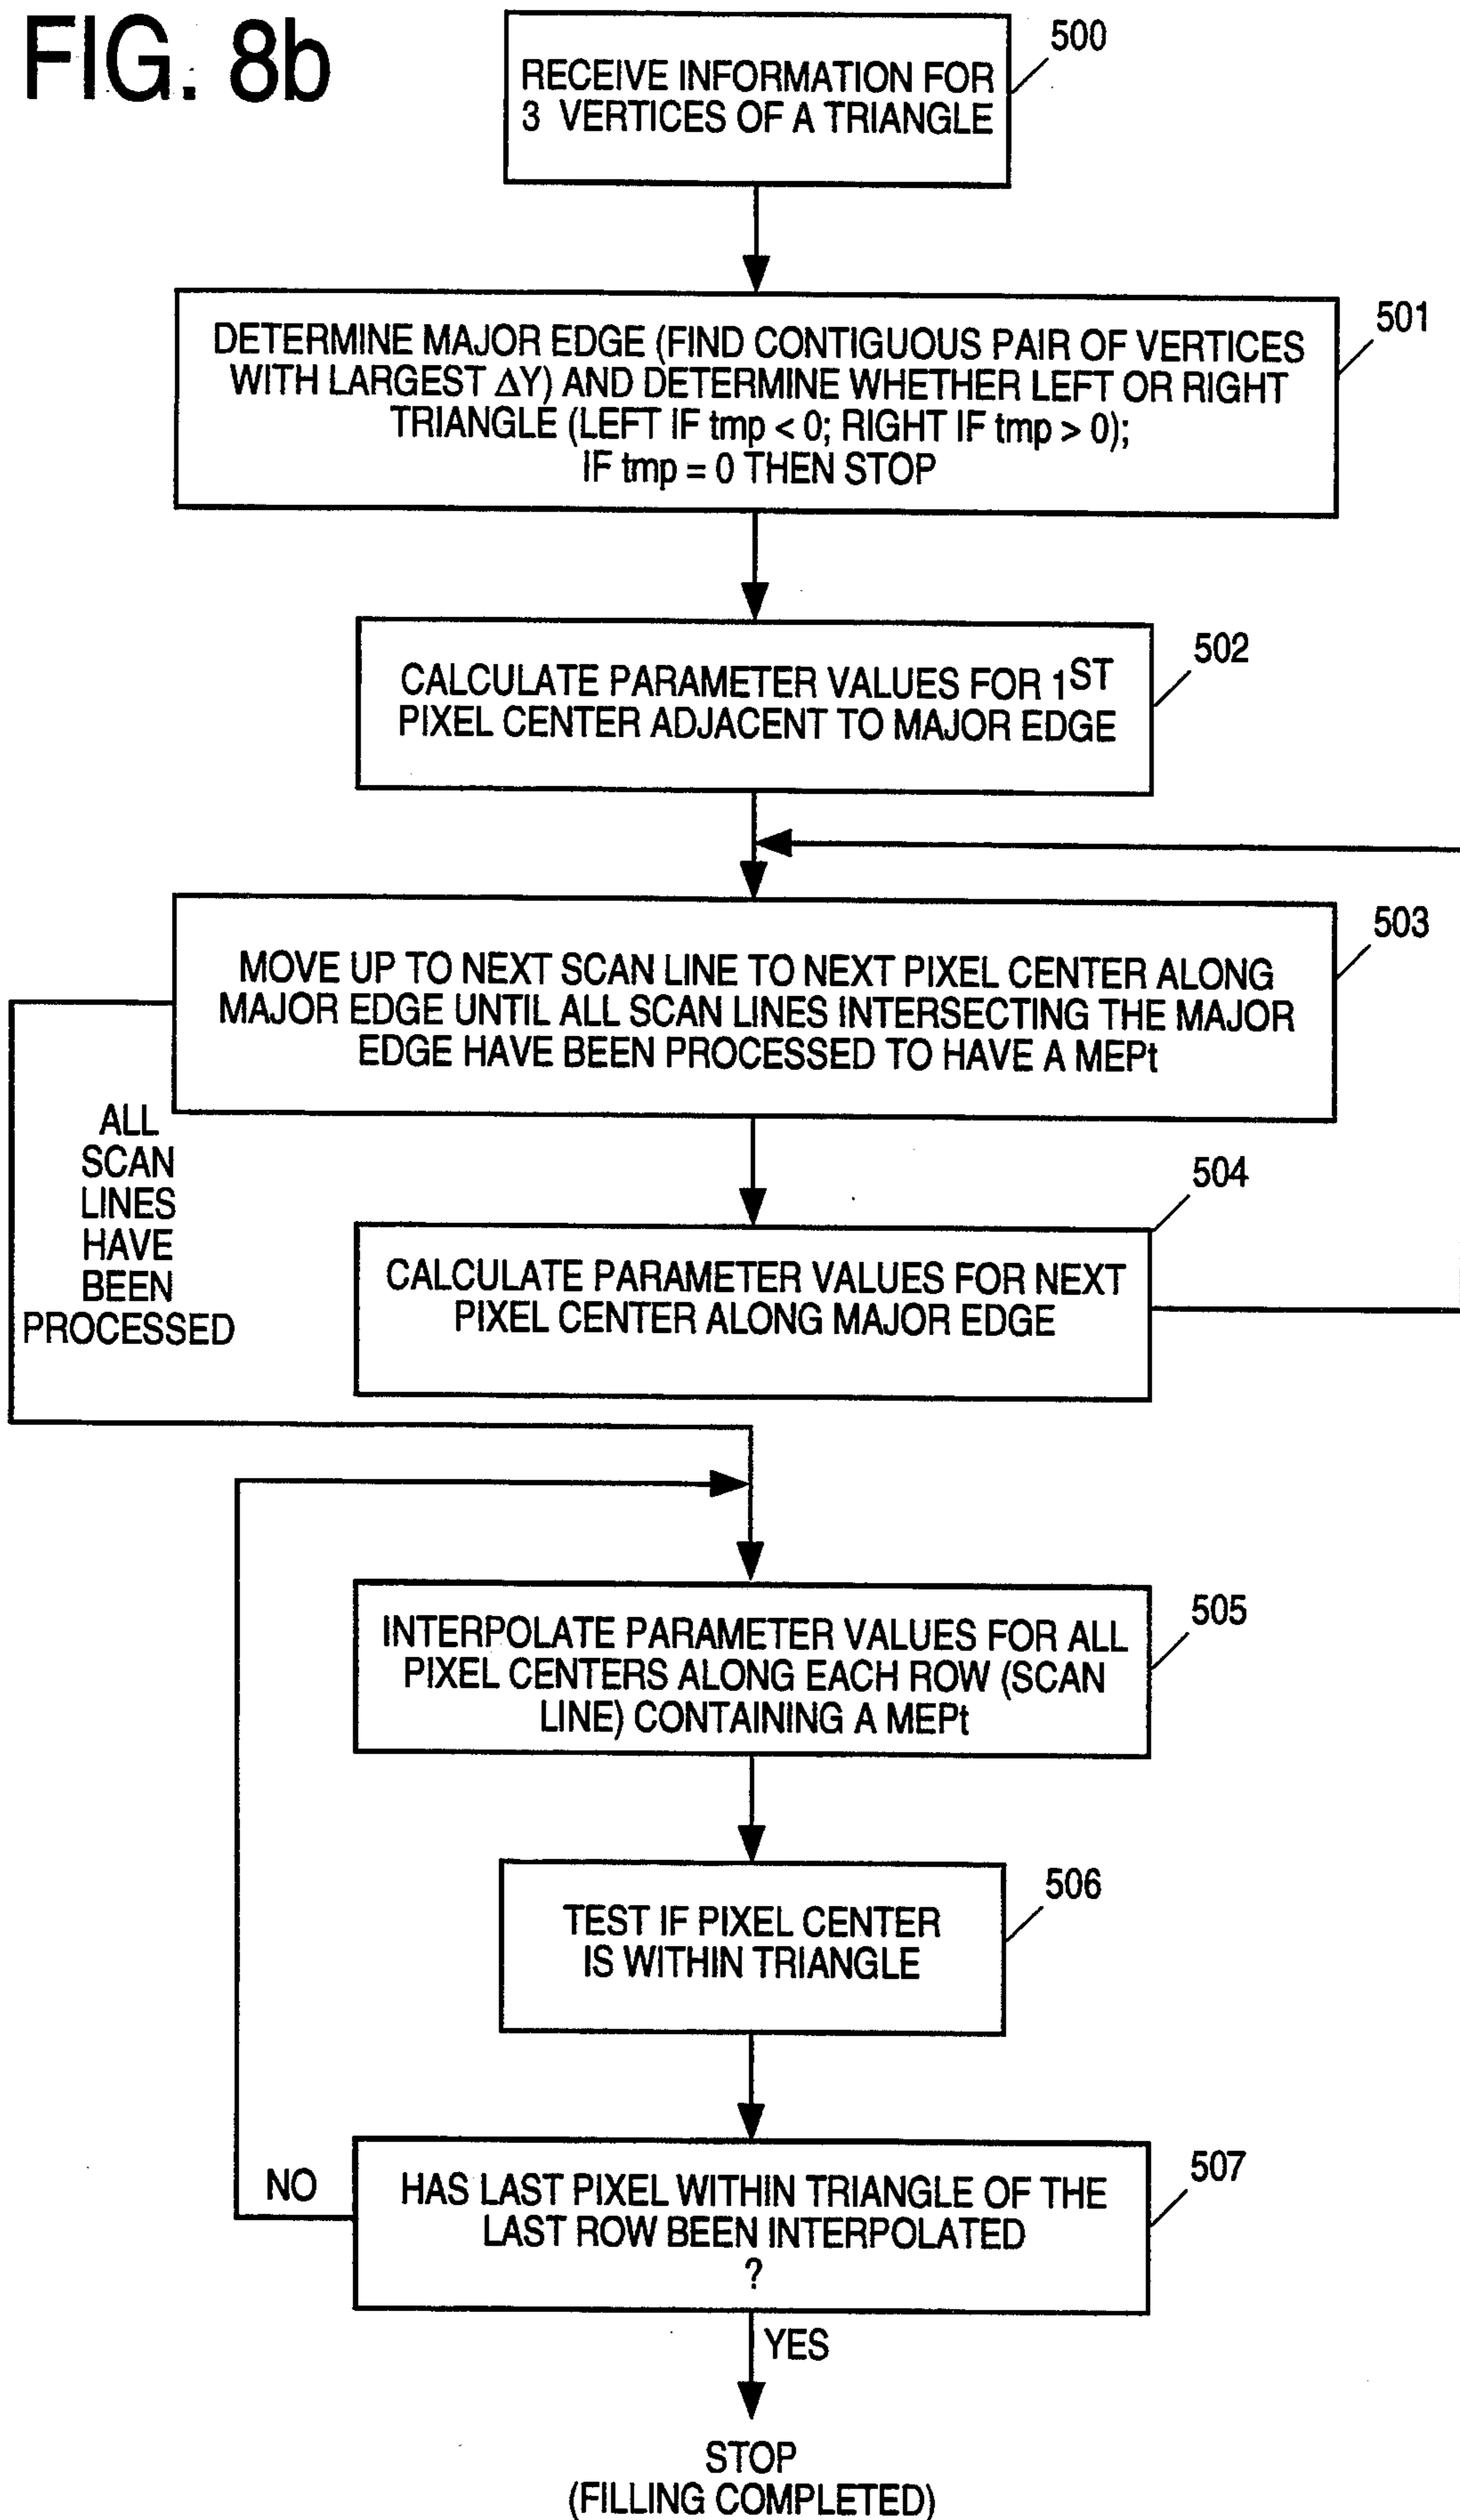 FIG. 8b
500
RECEIVE INFORMATION FOR
3 VERTICES OF A TRIANGLE
501
DETERMINE MAJOR EDGE (FIND CONTIGUOUS PAIR OF VERTICES
WITH LARGEST ΔY) AND DETERMINE WHETHER LEFT OR RIGHT
TRIANGLE (LEFT IF tmp < 0; RIGHT IF tmp > 0);
IF tmp = 0 THEN STOP
502
CALCULATE PARAMETER VALUES FOR 1ST
PIXEL CENTER ADJACENT TO MAJOR EDGE
503
MOVE UP TO NEXT SCAN LINE TO NEXT PIXEL CENTER ALONG
MAJOR EDGE UNTIL ALL SCAN LINES INTERSECTING THE MAJOR
EDGE HAVE BEEN PROCESSED TO HAVE A MEPt
ALL
SCAN
LINES
HAVE
BEEN
PROCESSED
504
CALCULATE PARAMETER VALUES FOR NEXT
PIXEL CENTER ALONG MAJOR EDGE
505
INTERPOLATE PARAMETER VALUES FOR ALL
PIXEL CENTERS ALONG EACH ROW (SCAN
LINE) CONTAINING A MEPt
506
TEST IF PIXEL CENTER
IS WITHIN TRIANGLE
507
NO
HAS LAST PIXEL WITHIN TRIANGLE OF THE
LAST ROW BEEN INTERPOLATED
?
YES
STOP
(FILLING COMPLETED)